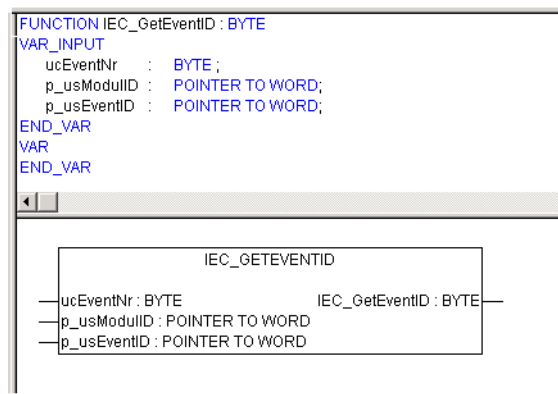 FUNCTION IEC_GetEventID : BYTE
VAR_INPUT
ucEventNr : BYTE ;
p_usModulID : POINTER TO WORD;
p_usEventID : POINTER TO WORD;
END_VAR
VAR
END_VAR
IEC_GETEVENTID
ucEventNr : BYTE IEC_GetEventID : BYTE
p_usModulID : POINTER TO WORD
p_usEventID : POINTER TO WORD